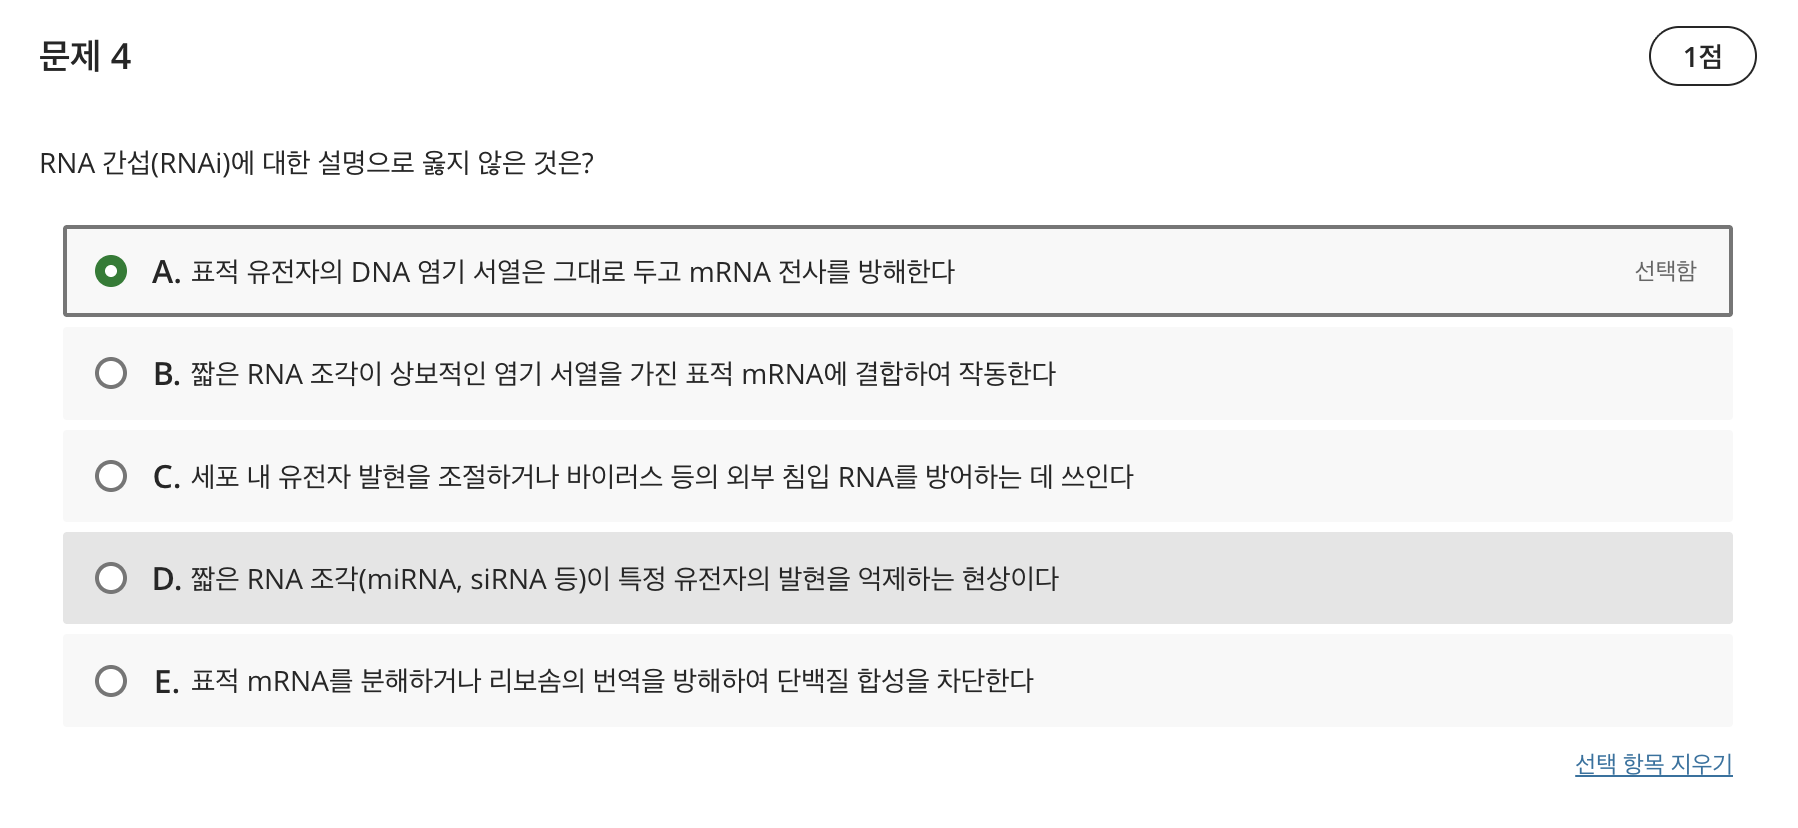 문제 4
1점
RNA 간섭(RNAi)에 대한 설명으로 옳지 않은 것은?
A. 표적 유전자의 DNA 염기 서열은 그대로 두고 mRNA 전사를 방해한다
선택함
B. 짧은 RNA 조각이 상보적인 염기 서열을 가진 표적 mRNA에 결합하여 작동한다
C. 세포 내 유전자 발현을 조절하거나 바이러스 등의 외부 침입 RNA를 방어하는 데 쓰인다
D. 짧은 RNA 조각(miRNA, siRNA 등)이 특정 유전자의 발현을 억제하는 현상이다
E. 표적 mRNA를 분해하거나 리보솜의 번역을 방해하여 단백질 합성을 차단한다
선택 항목 지우기